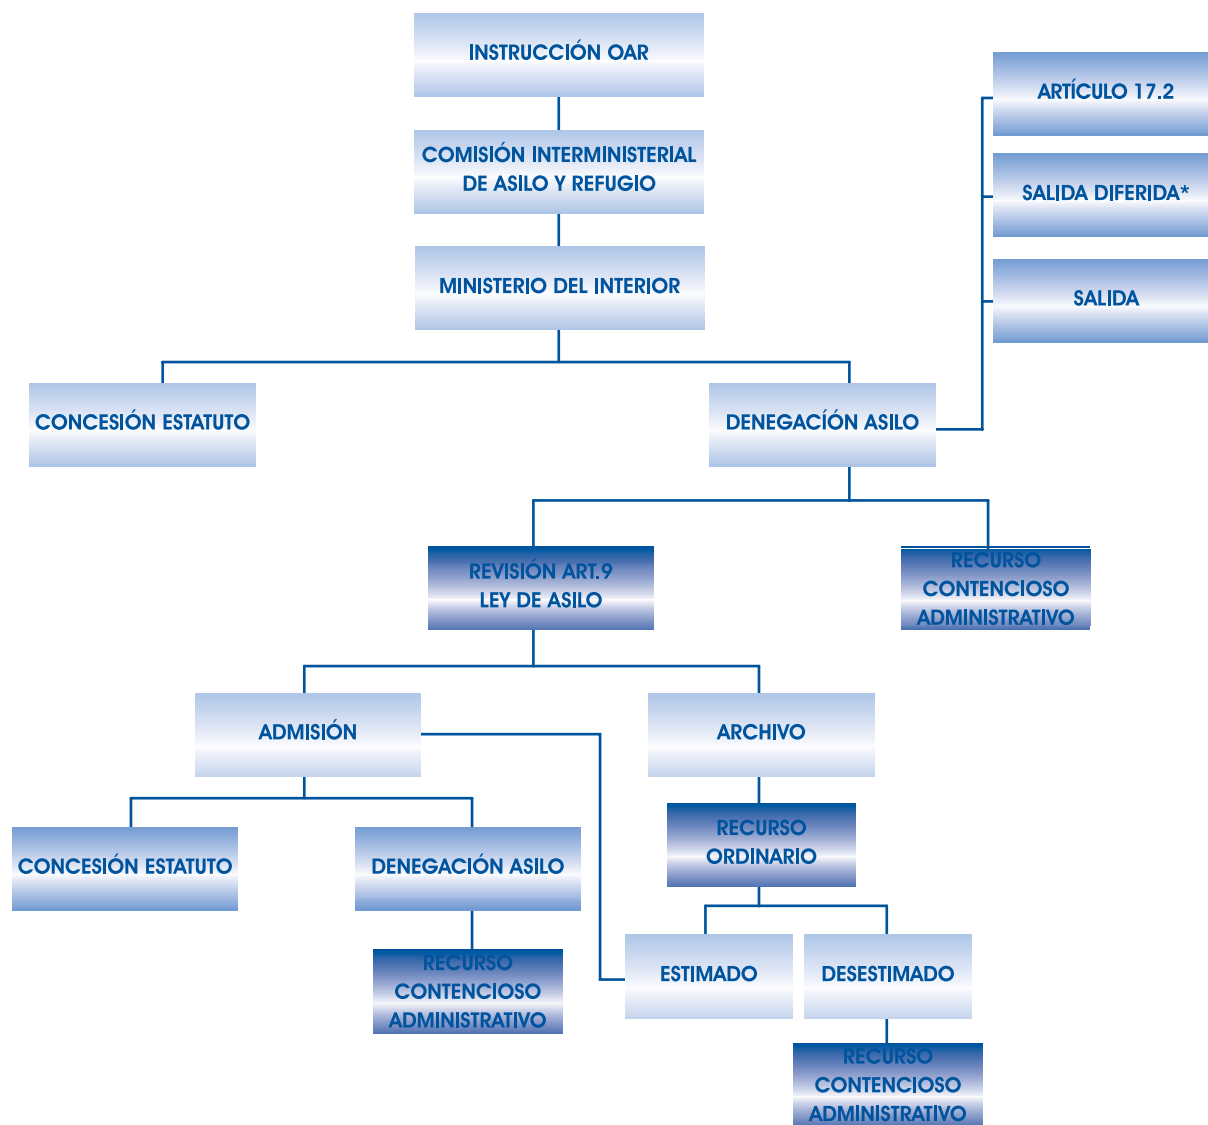 INSTRUCCIÓN OAR
ARTÍCULO 17.2
COMISIÓN INTERMINISTERIAL
DE ASILO Y REFUGIO
SALIDA DIFERIDA*
MINISTERIO DEL INTERIOR
SALIDA
CONCESIÓN ESTATUTO
DENEGACÍÓN ASILO
REVISIÓN ART.9
LEY DE ASILO
RECURSO
CONTENCIOSO
ADMINISTRATIVO
ADMISIÓN
ARCHIVO
RECURSO
ORDINARIO
CONCESIÓN ESTATUTO
DENEGACIÓN ASILO
RECURSO
CONTENCIOSO
ADMINISTRATIVO
ESTIMADO
DESESTIMADO
RECURSO
CONTENCIOSO
ADMINISTRATIVO